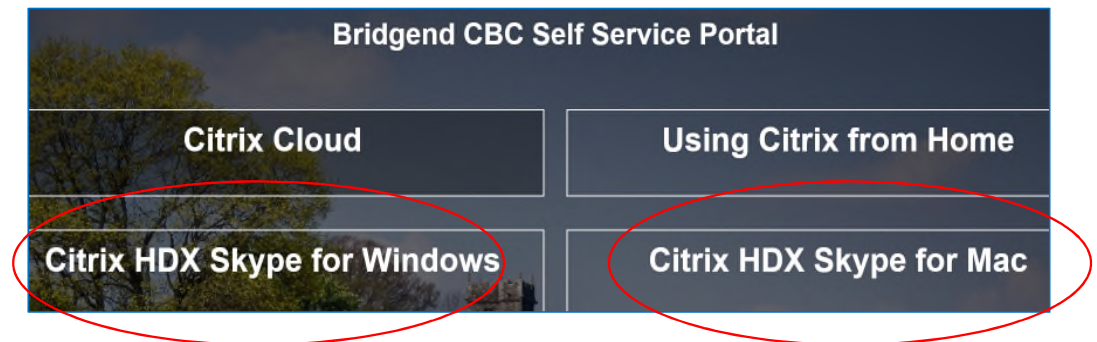 Bridgend CBC Self Service Portal
Citrix Cloud
Using Citrix from Home
Citrix HDX Skype for Windows
Citrix HDX Skype for Mac